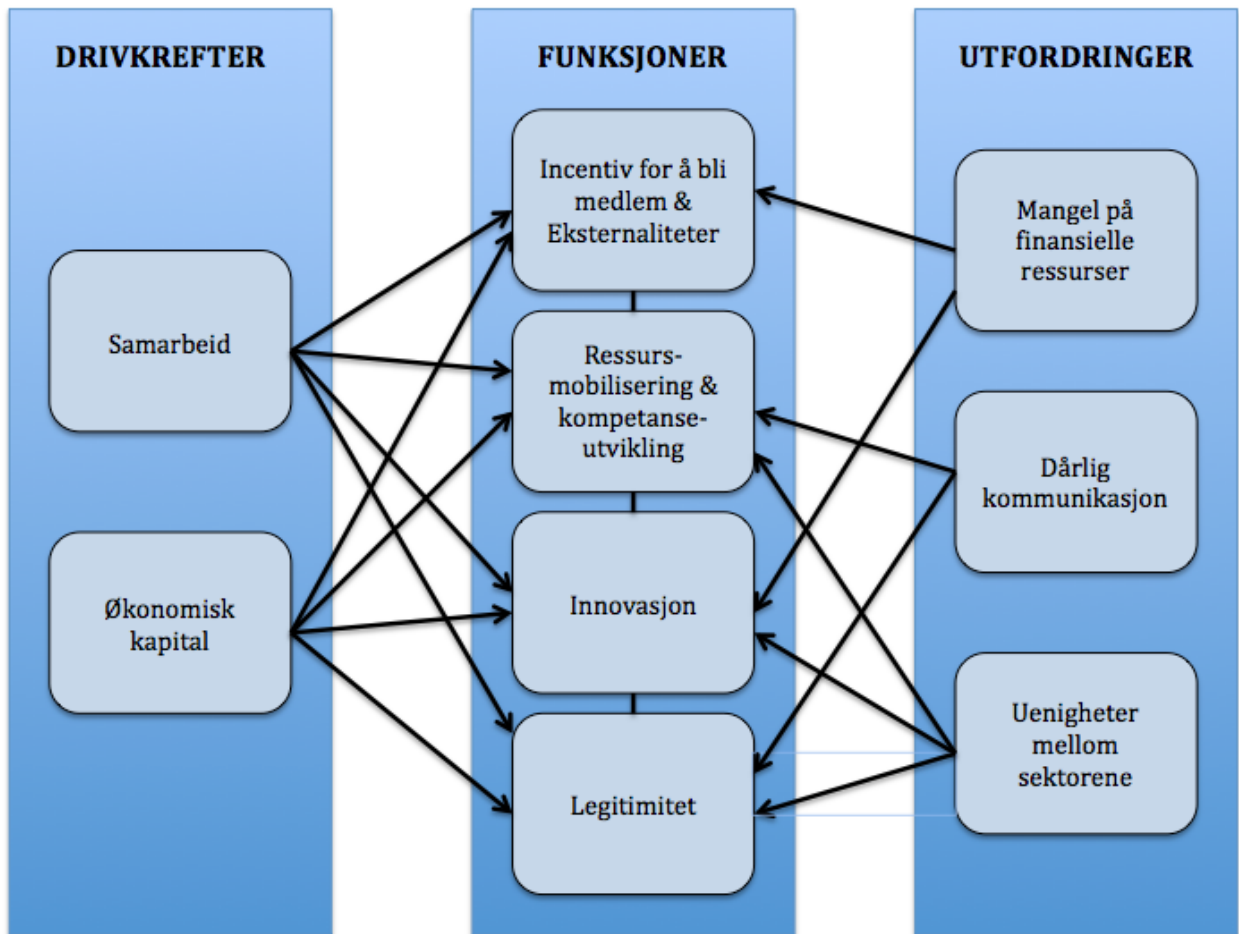 DRIVKREFTER
Samarbeid
Økonomisk
kapital
FUNKSJONER
Incentiv for å bli
medlem &
Eksternaliteter
Ressurs-
mobilisering &
kompetanse-
utvikling
Innovasjon
Legitimitet
UTFORDRINGER
Mangel på
finansielle
ressurser
Dårlig
kommunikasjon
Uenigheter
mellom
sektorene